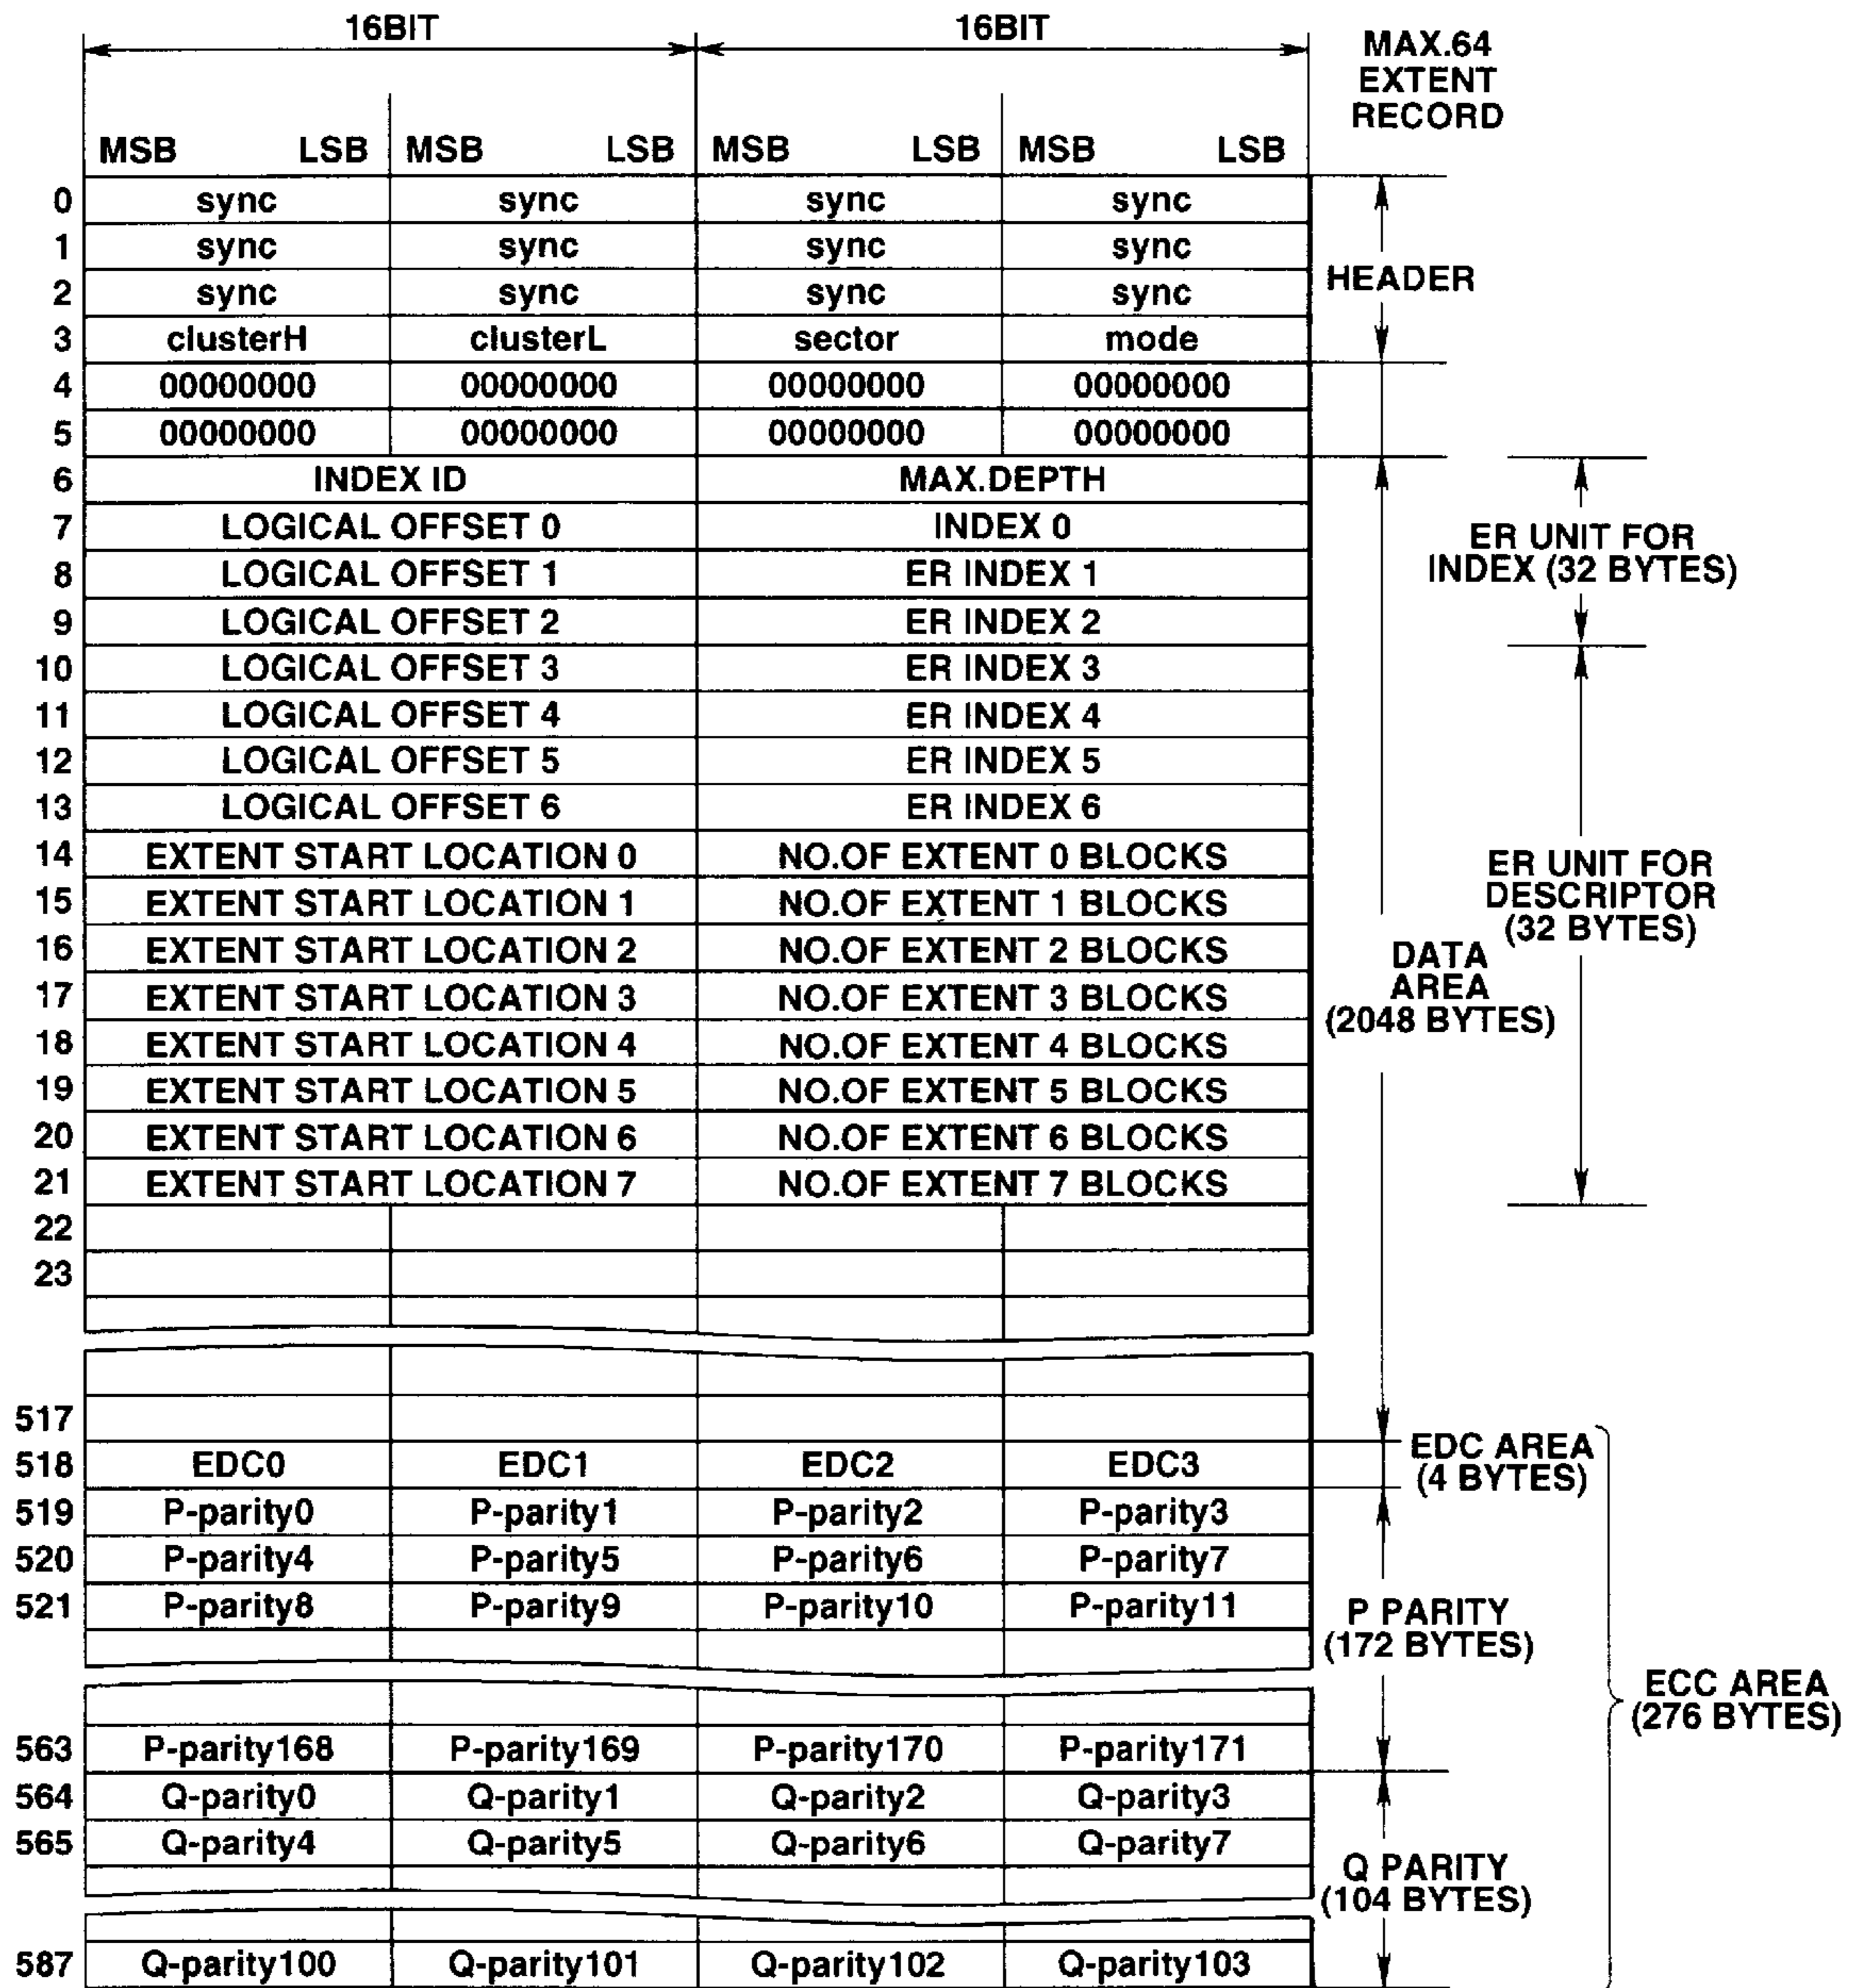 16BIT 16BIT
MAX.64
EXTENT
RECORD
MSB LSB MSB LSB MSB LSB MSB LSB
0 sync sync sync sync
1 sync sync sync sync
2 sync sync sync sync
HEADER
3 clusterH clusterL sector mode
4 00000000 00000000 00000000 00000000
5 00000000 00000000 00000000 00000000
6 INDEX ID MAX.DEPTH
7 LOGICAL OFFSET 0 INDEX 0
8 LOGICAL OFFSET 1 ER INDEX 1
9 LOGICAL OFFSET 2 ER INDEX 2
ER UNIT FOR
INDEX (32 BYTES)
10 LOGICAL OFFSET 3 ER INDEX 3
11 LOGICAL OFFSET 4 ER INDEX 4
12 LOGICAL OFFSET 5 ER INDEX 5
13 LOGICAL OFFSET 6 ER INDEX 6
14 EXTENT START LOCATION 0 NO.OF EXTENT 0 BLOCKS
15 EXTENT START LOCATION 1 NO.OF EXTENT 1 BLOCKS
16 EXTENT START LOCATION 2 NO.OF EXTENT 2 BLOCKS
17 EXTENT START LOCATION 3 NO.OF EXTENT 3 BLOCKS
18 EXTENT START LOCATION 4 NO.OF EXTENT 4 BLOCKS
19 EXTENT START LOCATION 5 NO.OF EXTENT 5 BLOCKS
20 EXTENT START LOCATION 6 NO.OF EXTENT 6 BLOCKS
21 EXTENT START LOCATION 7 NO.OF EXTENT 7 BLOCKS
ER UNIT FOR
DESCRIPTOR
(32 BYTES)
DATA
AREA
(2048 BYTES)
22
23
517
518 EDC0 EDC1 EDC2 EDC3
EDC AREA
(4 BYTES)
519 P-parity0 P-parity1 P-parity2 P-parity3
520 P-parity4 P-parity5 P-parity6 P-parity7
521 P-parity8 P-parity9 P-parity10 P-parity11
P PARITY
(172 BYTES)
ECC AREA
(276 BYTES)
563 P-parity168 P-parity169 P-parity170 P-parity171
564 Q-parity0 Q-parity1 Q-parity2 Q-parity3
565 Q-parity4 Q-parity5 Q-parity6 Q-parity7
Q PARITY
(104 BYTES)
587 Q-parity100 Q-parity101 Q-parity102 Q-parity103